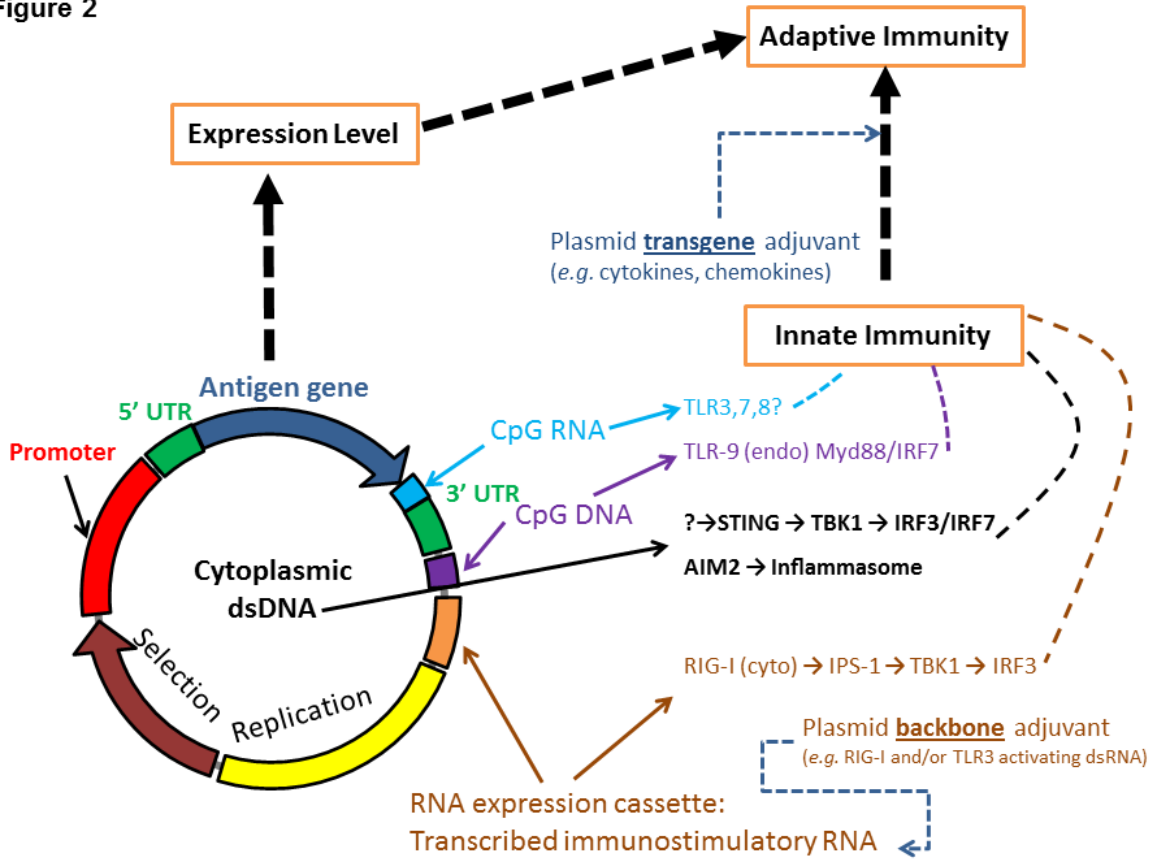 Figure 2
Adaptive Immunity
Expression Level
Plasmid transgene adjuvant
(e.g. cytokines, chemokines)
Innate Immunity
Antigen gene
5’ UTR
Promoter
CpG RNA
TLR3,7,8?
TLR-9 (endo) Myd88/IRF7
3’ UTR
CpG DNA
?→STING → TBK1 → IRF3/IRF7
AIM2 → Inflammasome
Cytoplasmic
dsDNA
Selection
Replication
RIG-I (cyto) → IPS-1 → TBK1 → IRF3
Plasmid backbone adjuvant
(e.g. RIG-I and/or TLR3 activating dsRNA)
RNA expression cassette:
Transcribed immunostimulatory RNA